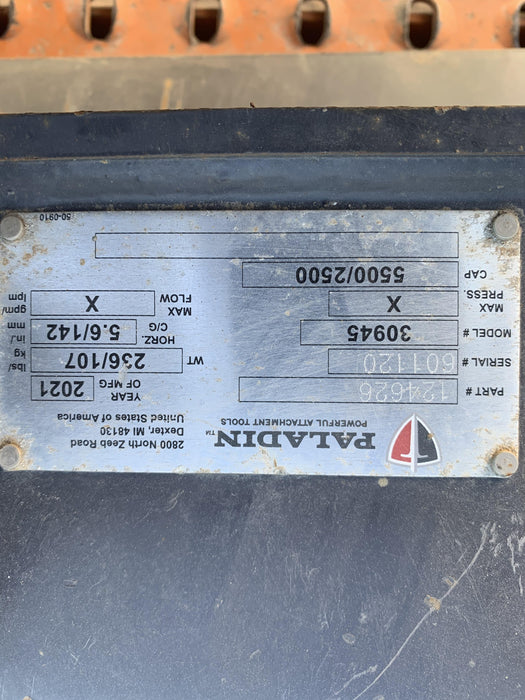 PALADIN™
POWERFUL ATTACHMENT TOOLS
2800 North Zeeb Road
Dexter, MI 48130
United States of America
PART # 124626
YEAR OF MFG 2021
SERIAL # 601120
WT 236/107 lbs/ kg
MODEL # 30945
HORZ. C/G 5.6/142 in./ mm
MAX PRESS. X
MAX FLOW X gpm/ lpm
CAP 5500/2500
50-0910